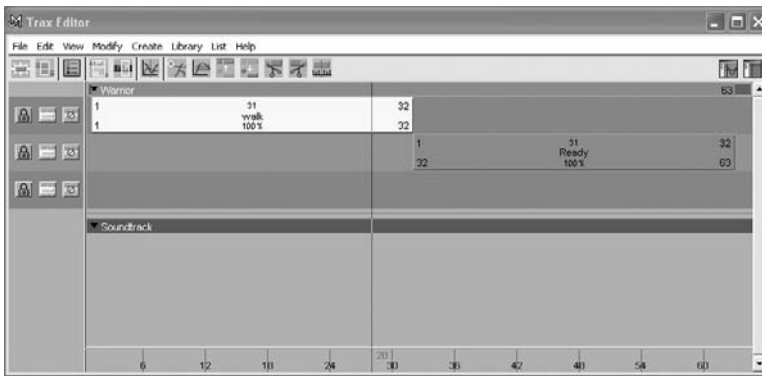 Trax Editor
File Edit View Modify Create Library List Help
Warrior 63
1 31 32
walk
1 100% 32
1 31 32
Ready
32 100% 63
Soundtrack
28
6 12 18 24 30 36 42 48 54 60